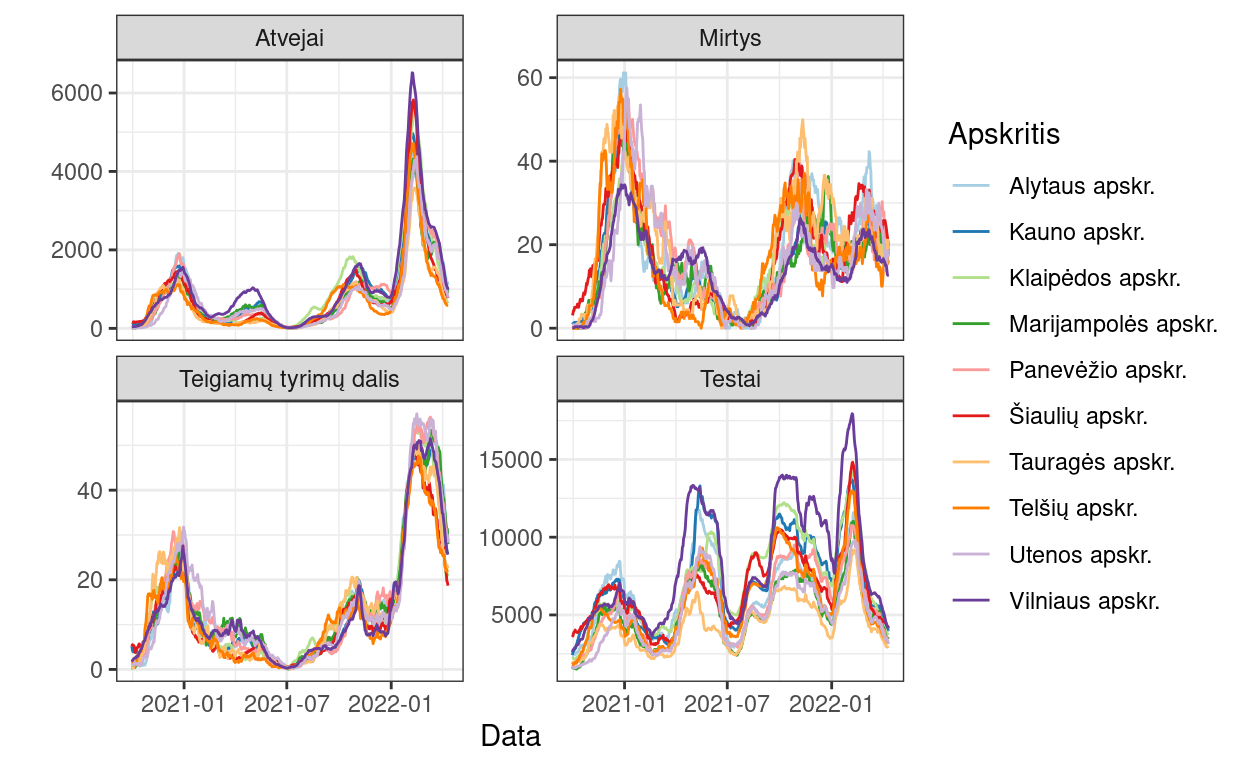 Atvejai
6000
4000
2000
0
Mirtys
60
40
20
0
Teigiamų tyrimų dalis
40
20
0
2021-01 2021-07 2022-01
Testai
15000
10000
5000
2021-01 2021-07 2022-01
Data
Apskritis
Alytaus apskr.
Kauno apskr.
Klaipėdos apskr.
Marijampolės apskr.
Panevėžio apskr.
Šiaulių apskr.
Tauragės apskr.
Telšių apskr.
Utenos apskr.
Vilniaus apskr.